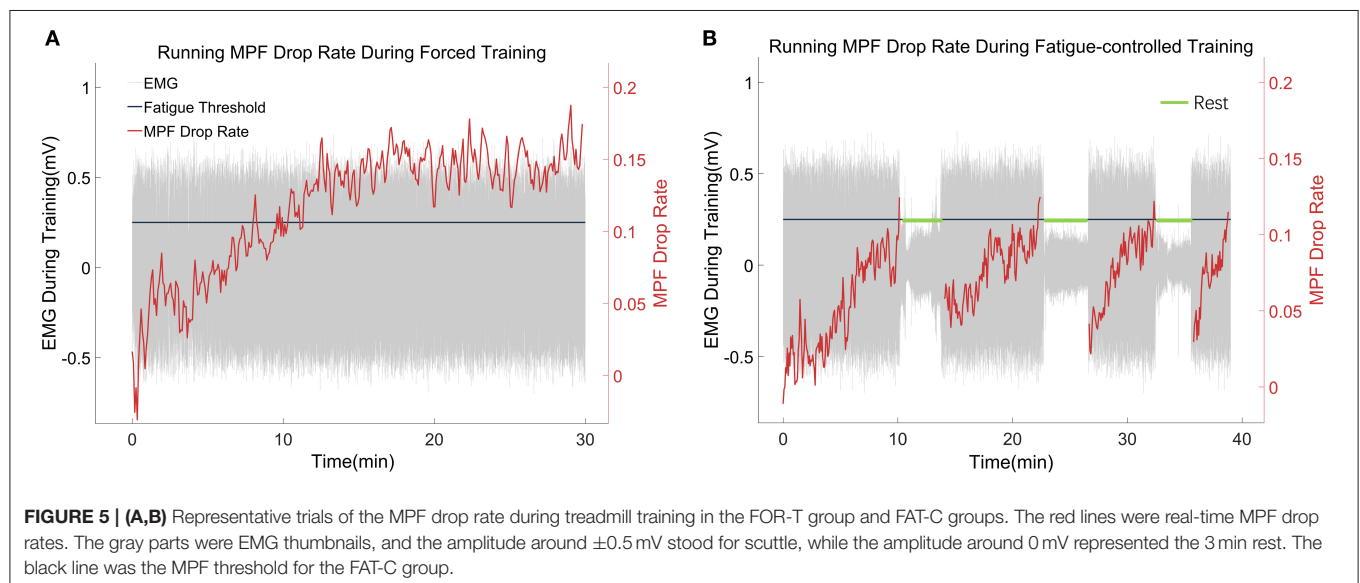 A
Running MPF Drop Rate During Forced Training
EMG
Fatigue Threshold
MPF Drop Rate
1
0.5
0
-0.5
EMG During Training(mV)
0.2
0.15
0.1
0.05
0
MPF Drop Rate
0
10
20
30
Time(min)
B
Running MPF Drop Rate During Fatigue-controlled Training
Rest
1
0.5
0
-0.5
EMG During Training(mV)
0.2
0.15
0.1
0.05
0
MPF Drop Rate
0
10
20
30
40
Time(min)
FIGURE 5 | (A,B) Representative trials of the MPF drop rate during treadmill training in the FOR-T group and FAT-C groups. The red lines were real-time MPF drop
rates. The gray parts were EMG thumbnails, and the amplitude around ±0.5 mV stood for scuttle, while the amplitude around 0 mV represented the 3 min rest. The
black line was the MPF threshold for the FAT-C group.